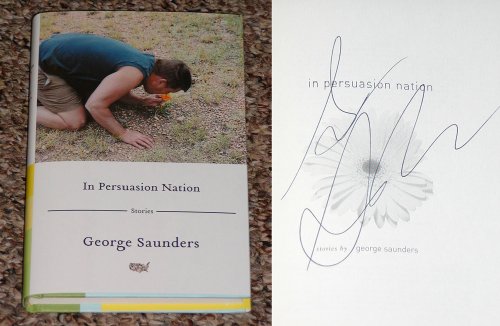 In Persuasion Nation
Stories
George Saunders
in persuasion nation
stories by george saunders